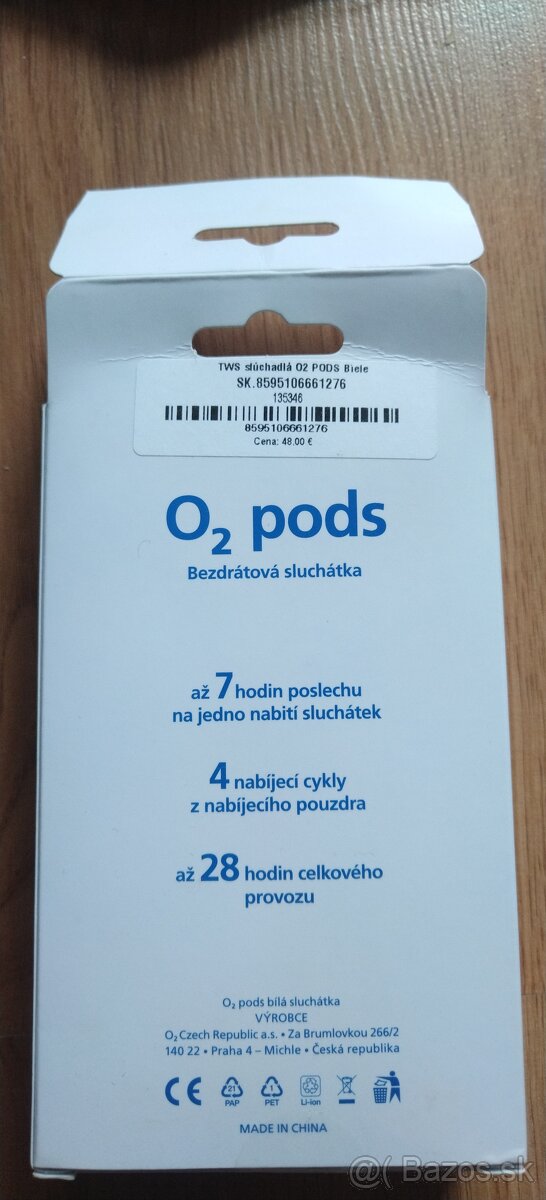 TWS slúchadlá O2 PODS Biele
SK.8595106661276
135346
8595106661276
Cena: 48.00 €
O₂ pods
Bezdrátová sluchátka
až 7 hodin poslechu
na jedno nabití sluchátek
4 nabíjecí cykly
z nabíjecího pouzdra
až 28 hodin celkového
provozu
O₂ pods bílá sluchátka
VÝROBCE
O₂ Czech Republic a.s. • Za Brumlovkou 266/2
140 22 • Praha 4 – Michle • Česká republika
CE 21 1
PAP PET Li-ion
MADE IN CHINA
@( Bazos.sk